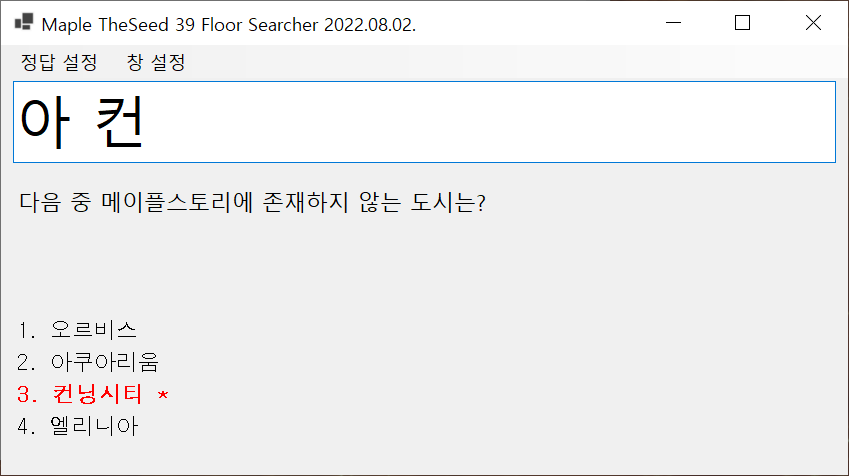 Maple TheSeed 39 Floor Searcher 2022.08.02.
정답 설정 창 설정
아 컨
다음 중 메이플스토리에 존재하지 않는 도시는?
1. 오르비스
2. 아쿠아리움
3. 컨닝시티 *
4. 엘리니아